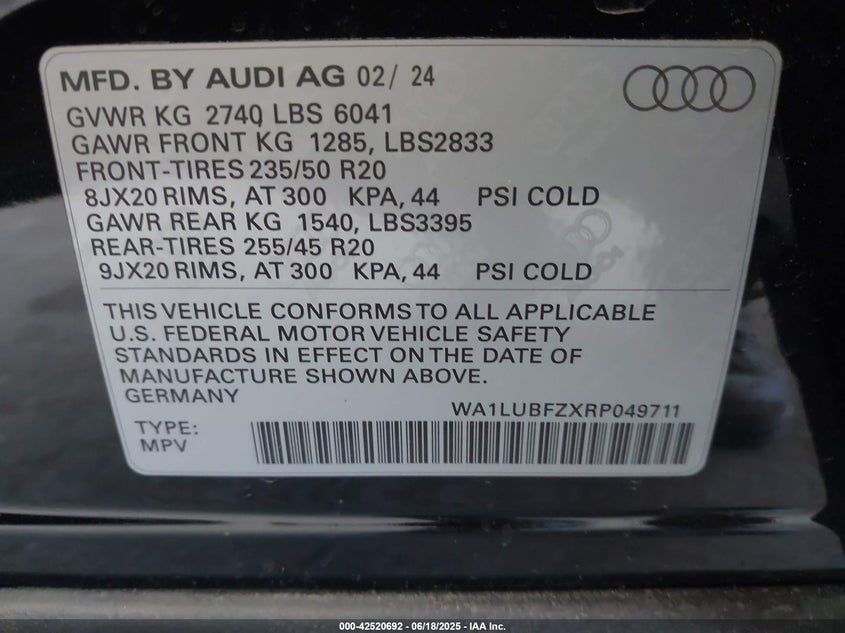 MFD. BY AUDI AG 02/ 24
GVWR KG 2740 LBS 6041
GAWR FRONT KG 1285, LBS2833
FRONT-TIRES 235/50 R20
8JX20 RIMS, AT 300 KPA, 44 PSI COLD
GAWR REAR KG 1540, LBS3395
REAR-TIRES 255/45 R20
9JX20 RIMS, AT 300 KPA, 44 PSI COLD
THIS VEHICLE CONFORMS TO ALL APPLICABLE
U.S. FEDERAL MOTOR VEHICLE SAFETY
STANDARDS IN EFFECT ON THE DATE OF
MANUFACTURE SHOWN ABOVE.
GERMANY
WA1LUBFZXRP049711
TYPE:
MPV
000-42520692 - 06/18/2025 - IAA Inc.